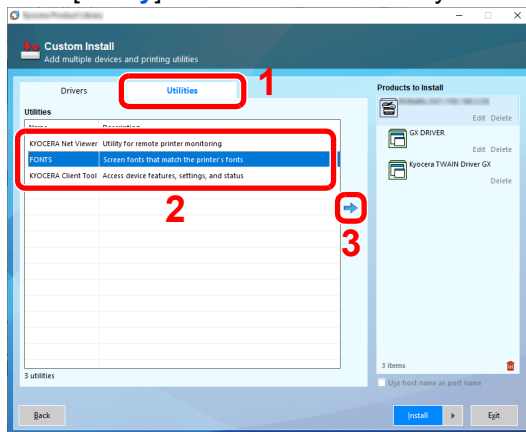 Custom Install
Add multiple devices and printing utilities
1
Drivers
Utilities
Products to Install
Utilities
Edit Delete
GX DRIVER
Edit Delete
Kyocera TWAIN Driver GX
Delete
KYOCERA Net Viewer Utility for remote printer monitoring
FONTS Screen fonts that match the printer's fonts
KYOCERA Client Tool Access device features, settings, and status
2
3
3 items
3 utilities
Use host name as port name
Back
Install
Exit